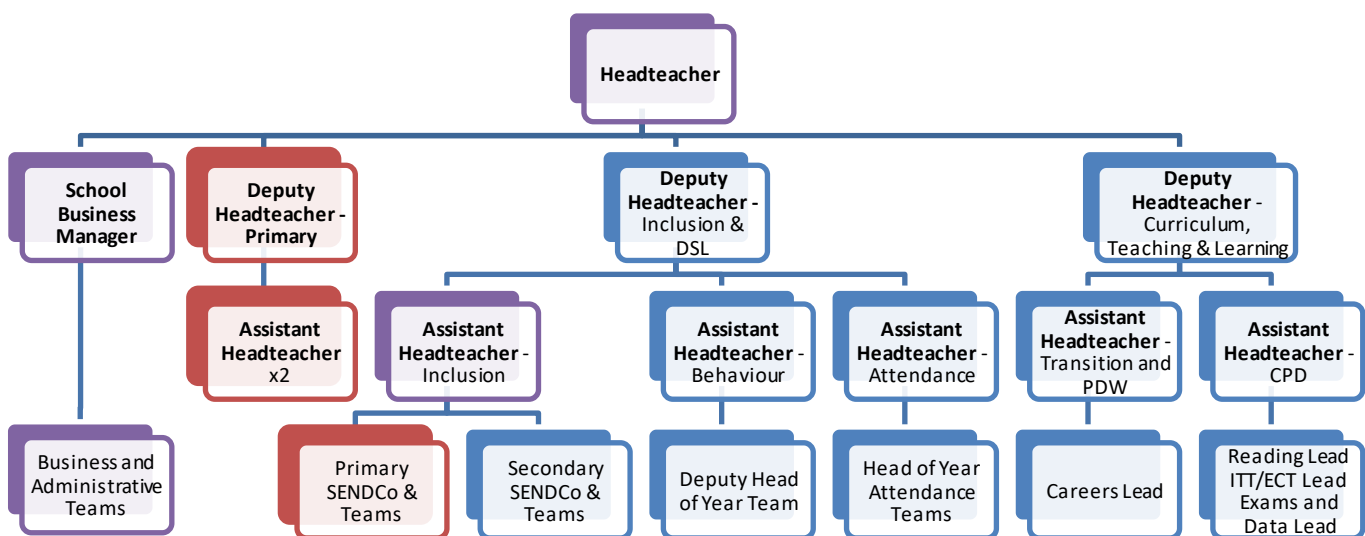 Headteacher
School
Business
Manager
Deputy
Headteacher -
Primary
Deputy
Headteacher -
Inclusion &
DSL
Deputy
Headteacher -
Curriculum,
Teaching & Learning
Assistant
Headteacher
x2
Assistant
Headteacher -
Inclusion
Assistant
Headteacher -
Behaviour
Assistant
Headteacher -
Attendance
Assistant
Headteacher -
Transition and
PDW
Assistant
Headteacher -
CPD
Business and
Administrative
Teams
Primary
SENDCo &
Teams
Secondary
SENDCo &
Teams
Deputy Head
of Year Team
Head of Year
Attendance
Teams
Careers Lead
Reading Lead
ITT/ECT Lead
Exams and
Data Lead